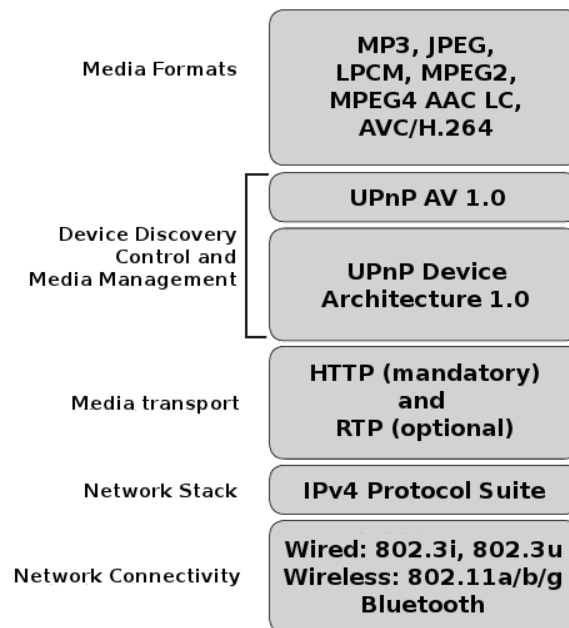 Media Formats
MP3, JPEG,
LPCM, MPEG2,
MPEG4 AAC LC,
AVC/H.264
Device Discovery
Control and
Media Management
UPnP AV 1.0
UPnP Device
Architecture 1.0
Media transport
HTTP (mandatory)
and
RTP (optional)
Network Stack
IPv4 Protocol Suite
Network Connectivity
Wired: 802.3i, 802.3u
Wireless: 802.11a/b/g
Bluetooth